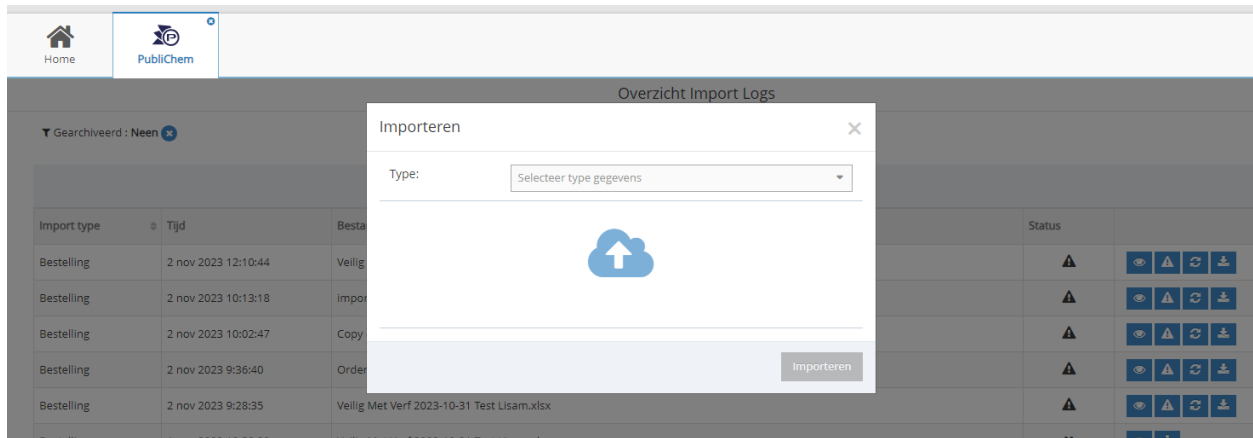 Home
PubliChem
Overzicht Import Logs
Gearchiveerd : Neen
Importeren
Type:
Selecteer type gegevens
Import type Tijd Besta Status
Bestelling 2 nov 2023 12:10:44 Veilig
Bestelling 2 nov 2023 10:13:18 impor
Bestelling 2 nov 2023 10:02:47 Copy
Bestelling 2 nov 2023 9:36:40 Order
Importeren
Bestelling 2 nov 2023 9:28:35 Veilig Met Verf 2023-10-31 Test Lisam.xlsx